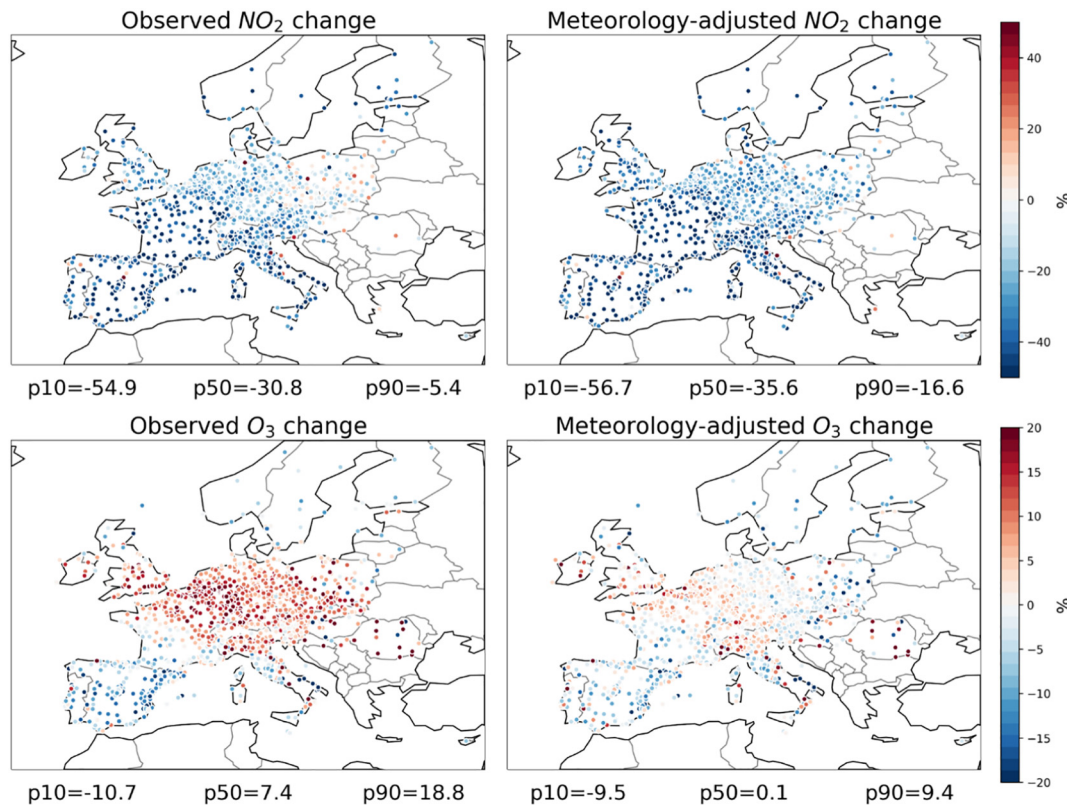 Observed NO₂ change
Meteorology-adjusted NO₂ change
40
20
0
−20
−40
%
p10=-54.9 p50=-30.8 p90=-5.4
p10=-56.7 p50=-35.6 p90=-16.6
Observed O₃ change
Meteorology-adjusted O₃ change
20
15
10
5
0
−5
−10
−15
−20
%
p10=-10.7 p50=7.4 p90=18.8
p10=-9.5 p50=0.1 p90=9.4